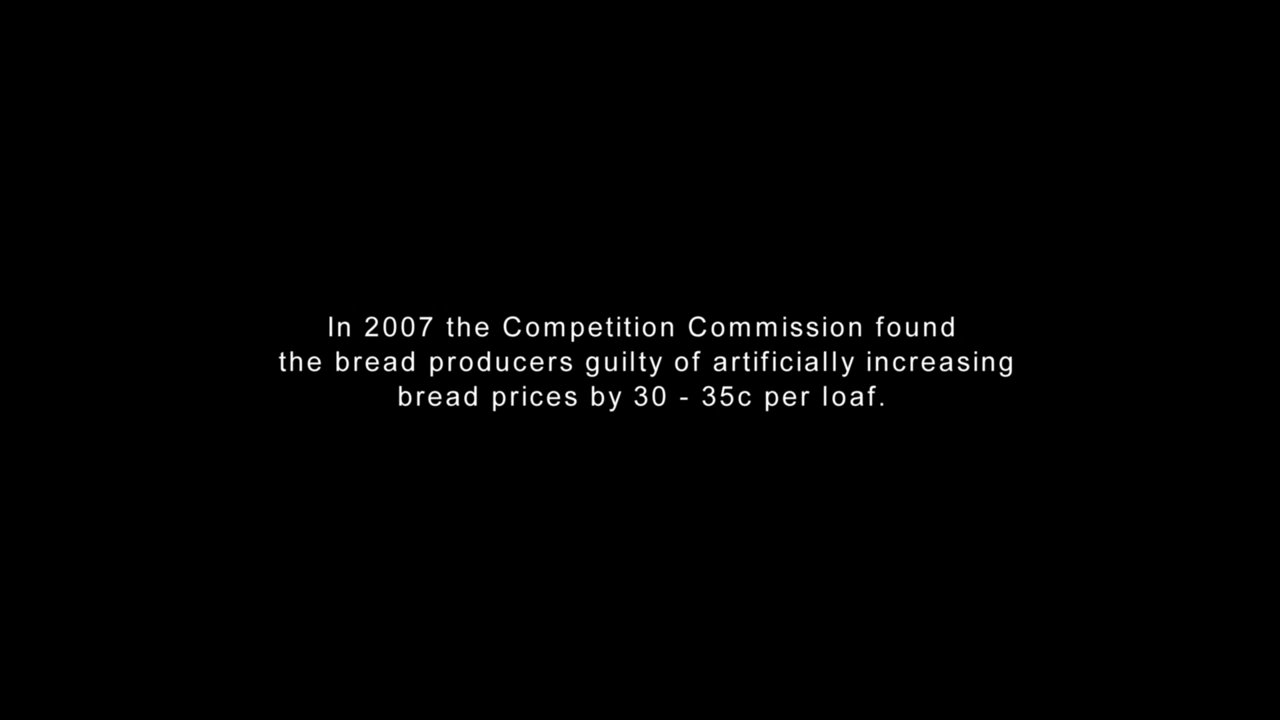 In 2007 the Competition Commission found
the bread producers guilty of artificially increasing
bread prices by 30 - 35c per loaf.